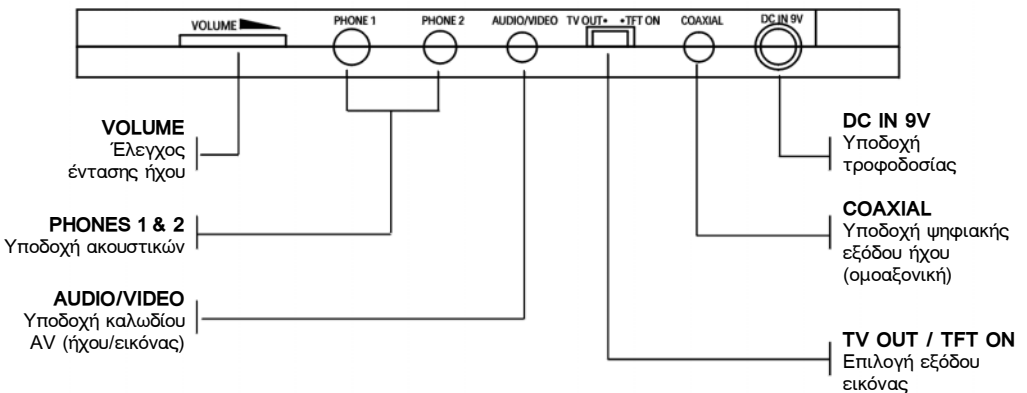 VOLUME PHONE 1 PHONE 2 AUDIO/VIDEO TV OUT• •TFT ON COAXIAL DC IN 9V
VOLUME
Έλεγχος
έντασης ήχου
PHONES 1 & 2
Υποδοχή ακουστικών
AUDIO/VIDEO
Υποδοχή καλωδίου
AV (ήχου/εικόνας)
DC IN 9V
Υποδοχή
τροφοδοσίας
COAXIAL
Υποδοχή ψηφιακής
εξόδου ήχου
(ομοαξονική)
TV OUT / TFT ON
Επιλογή εξόδου
εικόνας